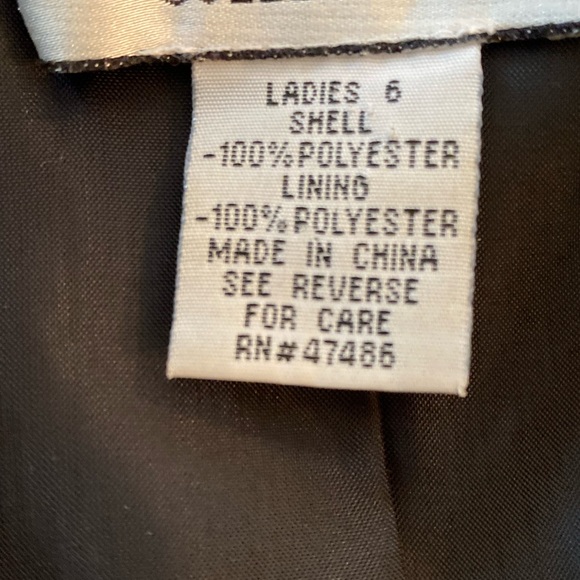 LADIES 6
SHELL
-100% POLYESTER
LINING
-100% POLYESTER
MADE IN CHINA
SEE REVERSE
FOR CARE
RN#47486